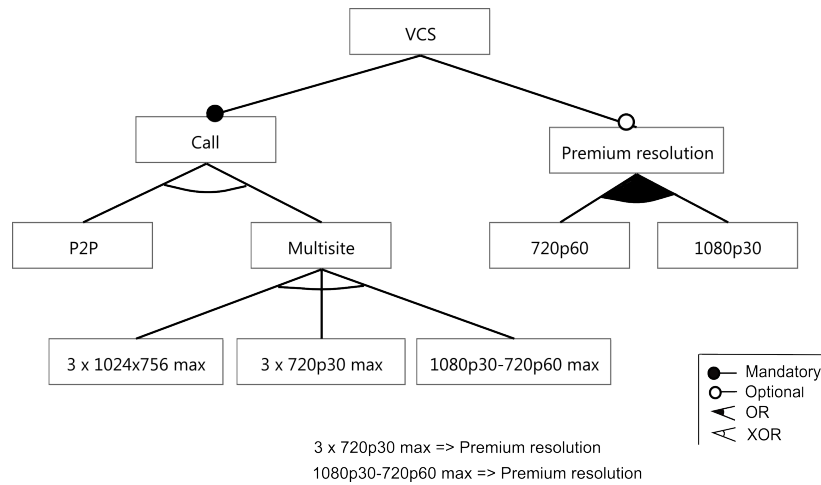 VCS
Call
Premium resolution
P2P
Multisite
720p60
1080p30
3 x 1024x756 max
3 x 720p30 max
1080p30-720p60 max
Mandatory
Optional
OR
XOR
3 x 720p30 max => Premium resolution
1080p30-720p60 max => Premium resolution